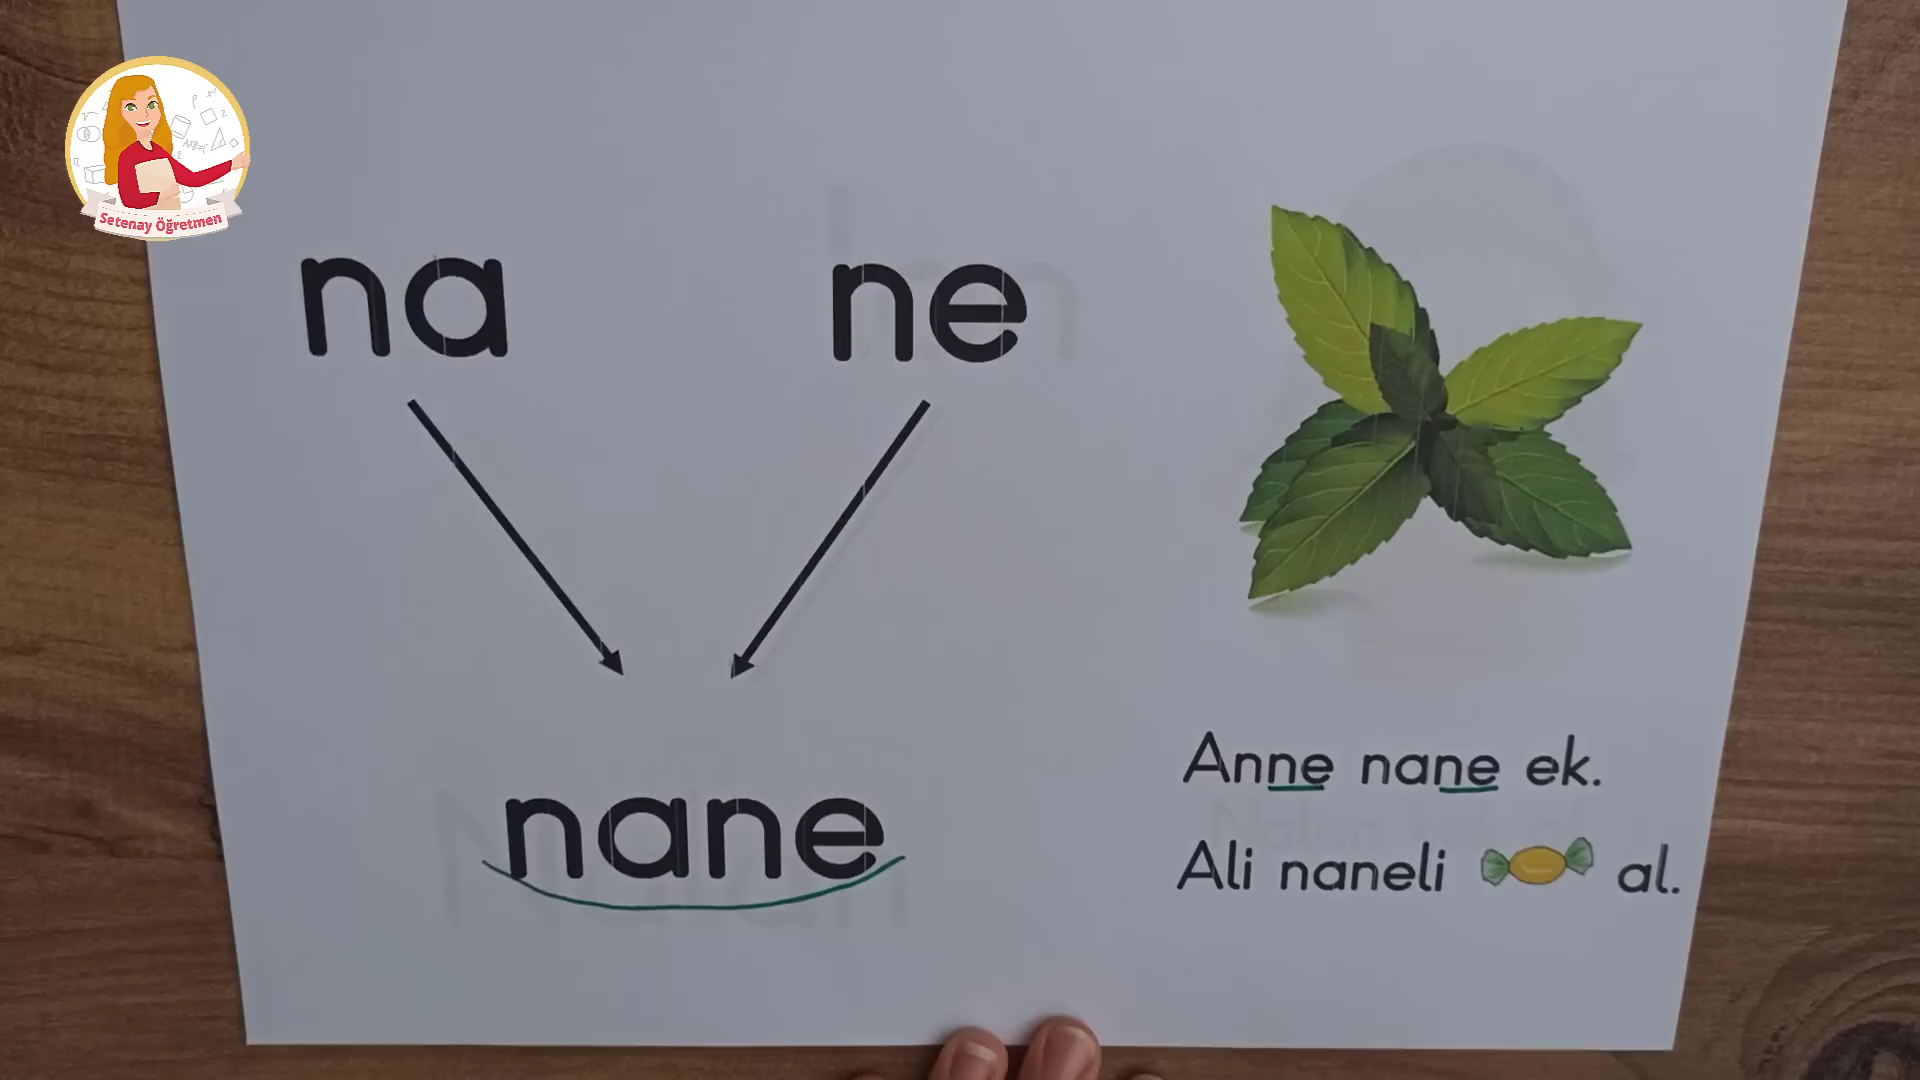 Setenay Öğretmen
na ne
nane
Anne nane ek.
Ali naneli al.